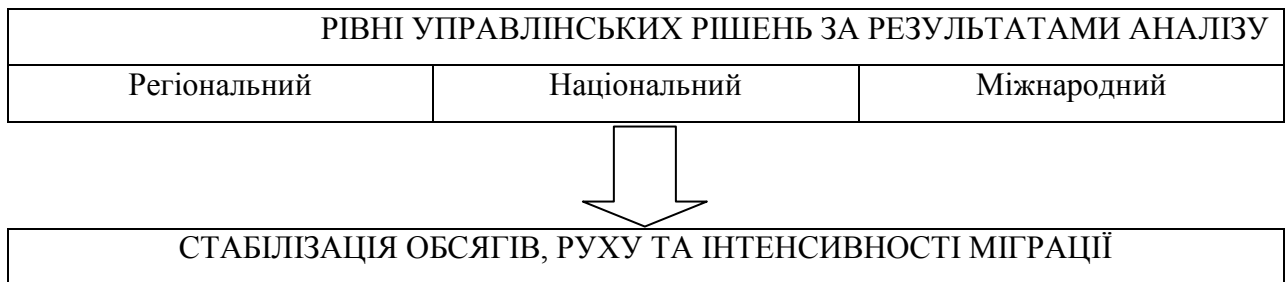 РІВНІ УПРАВЛІНСЬКИХ РІШЕНЬ ЗА РЕЗУЛЬТАТАМИ АНАЛІЗУ
Регіональний Національний Міжнародний
СТАБІЛІЗАЦІЯ ОБСЯГІВ, РУХУ ТА ІНТЕНСИВНОСТІ МІГРАЦІЇ